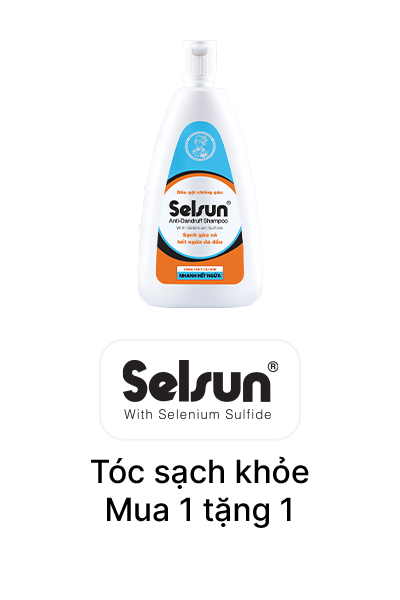 Dầu gội chống gàu
Selsun®
Anti-Dandruff Shampoo
With Selenium Sulfide
Sạch gàu và
hết ngứa da đầu
NHANH HẾT NGỨA
Selsun®
With Selenium Sulfide
Tóc sạch khỏe
Mua 1 tặng 1